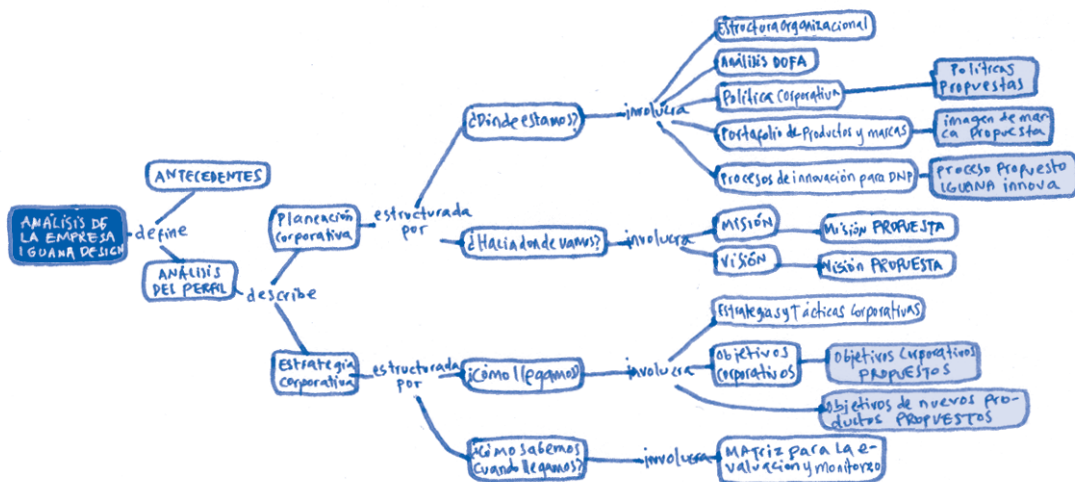 ANÁLISIS DE
LA EMPRESA
IGUANA DESIGN
define
ANTECEDENTES
ANÁLISIS
DEL PERFIL
describe
Planeación
corporativa
estructurada
por
¿Dónde estamos?
involucra
Estructura organizacional
Análisis DOFA
Política Corporativa
Políticas
Propuestas
Portafolio de Productos y marcas
imagen de mar-
ca propuesta
Procesos de innovación para DNP
proceso propuesto
IGUANA innova
¿Hacia donde vamos?
involucra
MISIÓN
Misión PROPUESTA
VISIÓN
Visión PROPUESTA
Estrategia
corporativa
estructurada
por
¿Cómo llegamos?
involucra
Estrategias y Tácticas Corporativas
Objetivos
corporativos
Objetivos Corporativos
PROPUESTOS
Objetivos de nuevos pro-
ductos PROPUESTOS
¿Cómo sabemos
cuando llegamos?
involucra
MATRIZ para la e-
valuación y monitorzo